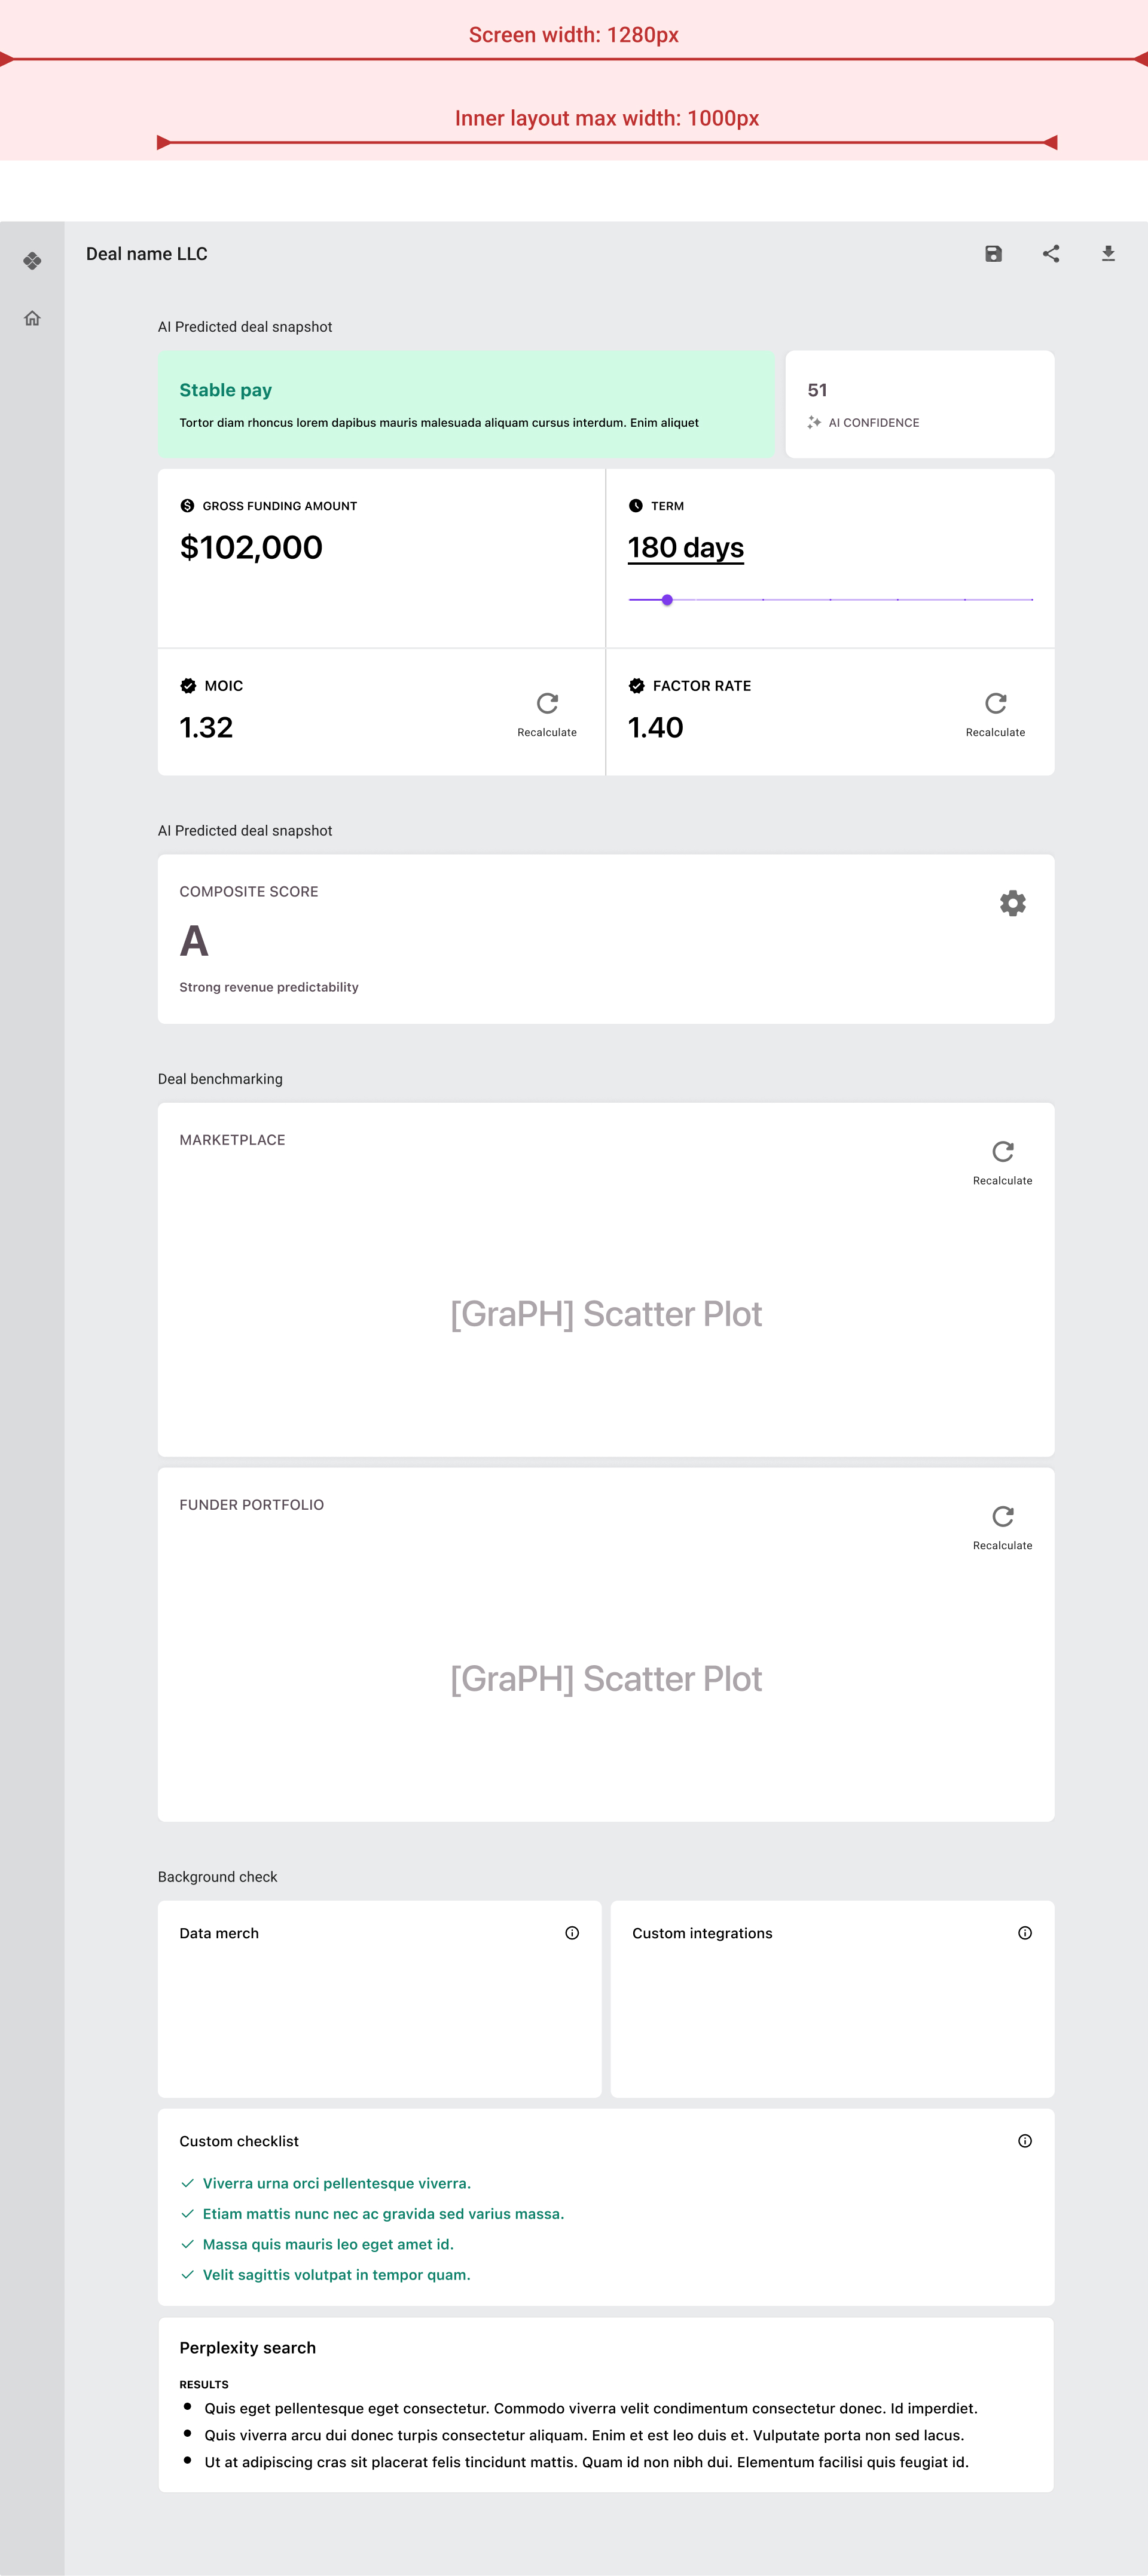 Screen width: 1280px
Inner layout max width: 1000px
Deal name LLC
AI Predicted deal snapshot
Stable pay
Tortor diam rhoncus lorem dapibus mauris malesuada aliquam cursus interdum. Enim aliquet
51
AI CONFIDENCE
GROSS FUNDING AMOUNT
$102,000
TERM
180 days
MOIC
1.32
Recalculate
FACTOR RATE
1.40
Recalculate
AI Predicted deal snapshot
COMPOSITE SCORE
A
Strong revenue predictability
Deal benchmarking
MARKETPLACE
Recalculate
[GraPH] Scatter Plot
FUNDER PORTFOLIO
Recalculate
[GraPH] Scatter Plot
Background check
Data merch
Custom integrations
Custom checklist
Viverra urna orci pellentesque viverra.
Etiam mattis nunc nec ac gravida sed varius massa.
Massa quis mauris leo eget amet id.
Velit sagittis volutpat in tempor quam.
Perplexity search
RESULTS
Quis eget pellentesque eget consectetur. Commodo viverra velit condimentum consectetur donec. Id imperdiet.
Quis viverra arcu dui donec turpis consectetur aliquam. Enim et est leo duis et. Vulputate porta non sed lacus.
Ut at adipiscing cras sit placerat felis tincidunt mattis. Quam id non nibh dui. Elementum facilisi quis feugiat id.